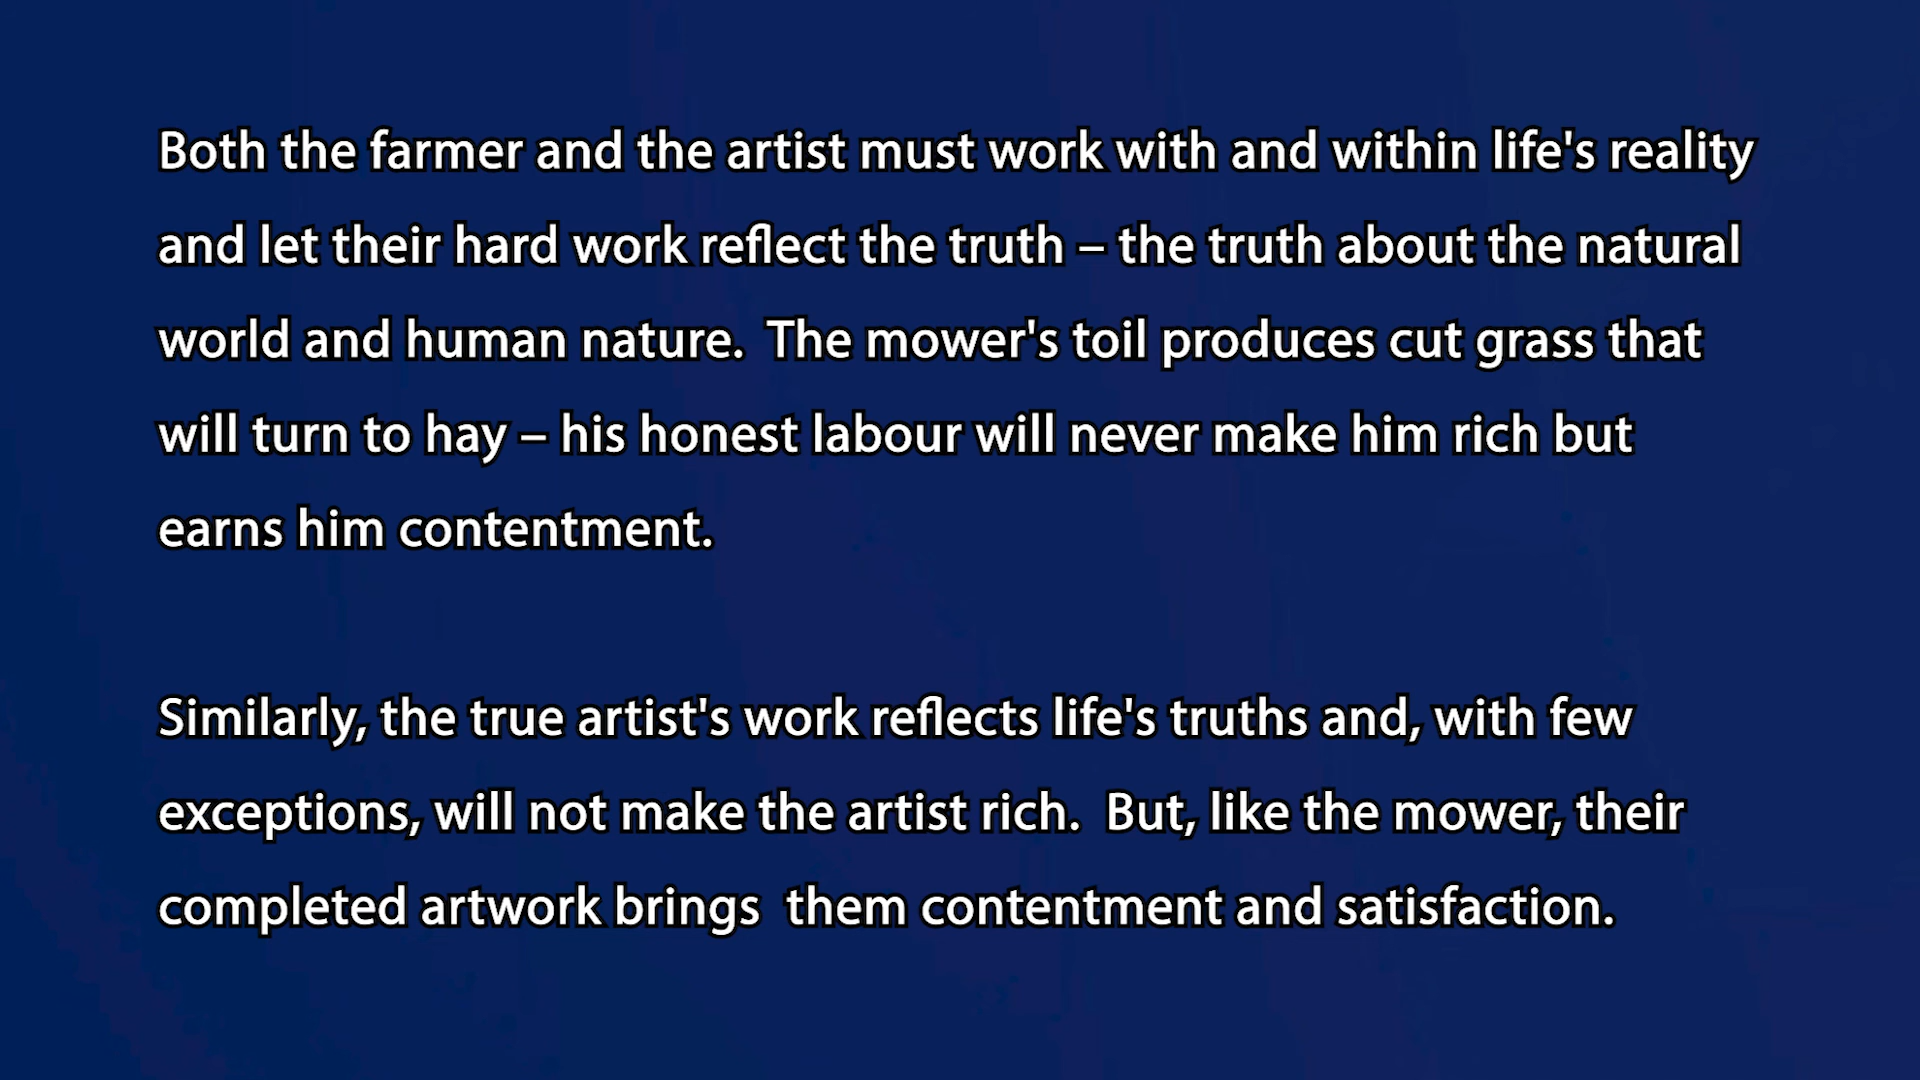 Both the farmer and the artist must work with and within life's reality
and let their hard work reflect the truth – the truth about the natural
world and human nature.  The mower's toil produces cut grass that
will turn to hay – his honest labour will never make him rich but
earns him contentment.
Similarly, the true artist's work reflects life's truths and, with few
exceptions, will not make the artist rich.  But, like the mower, their
completed artwork brings  them contentment and satisfaction.